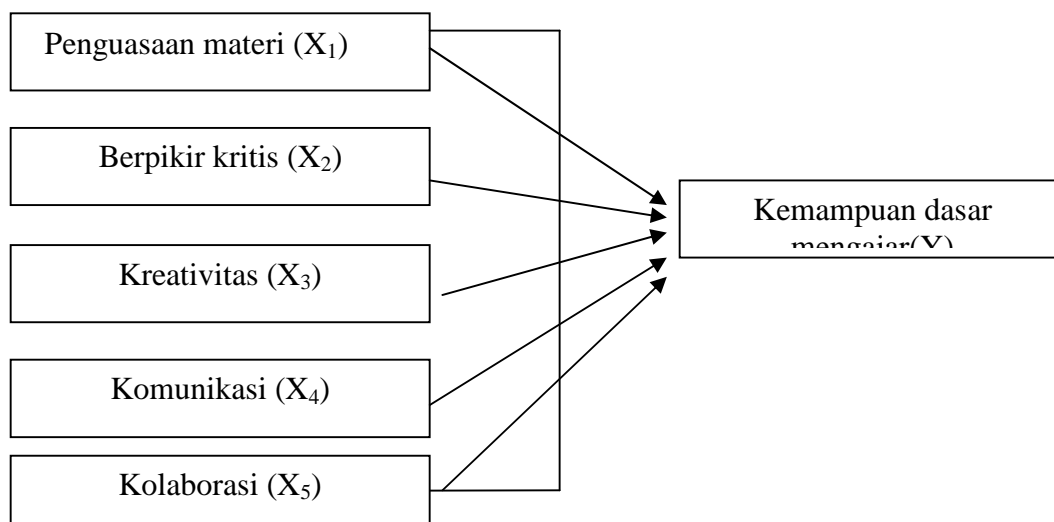 Penguasaan materi (X₁)
Berpikir kritis (X₂)
Kreativitas (X₃)
Komunikasi (X₄)
Kolaborasi (X₅)
Kemampuan dasar
mengajar(Y)